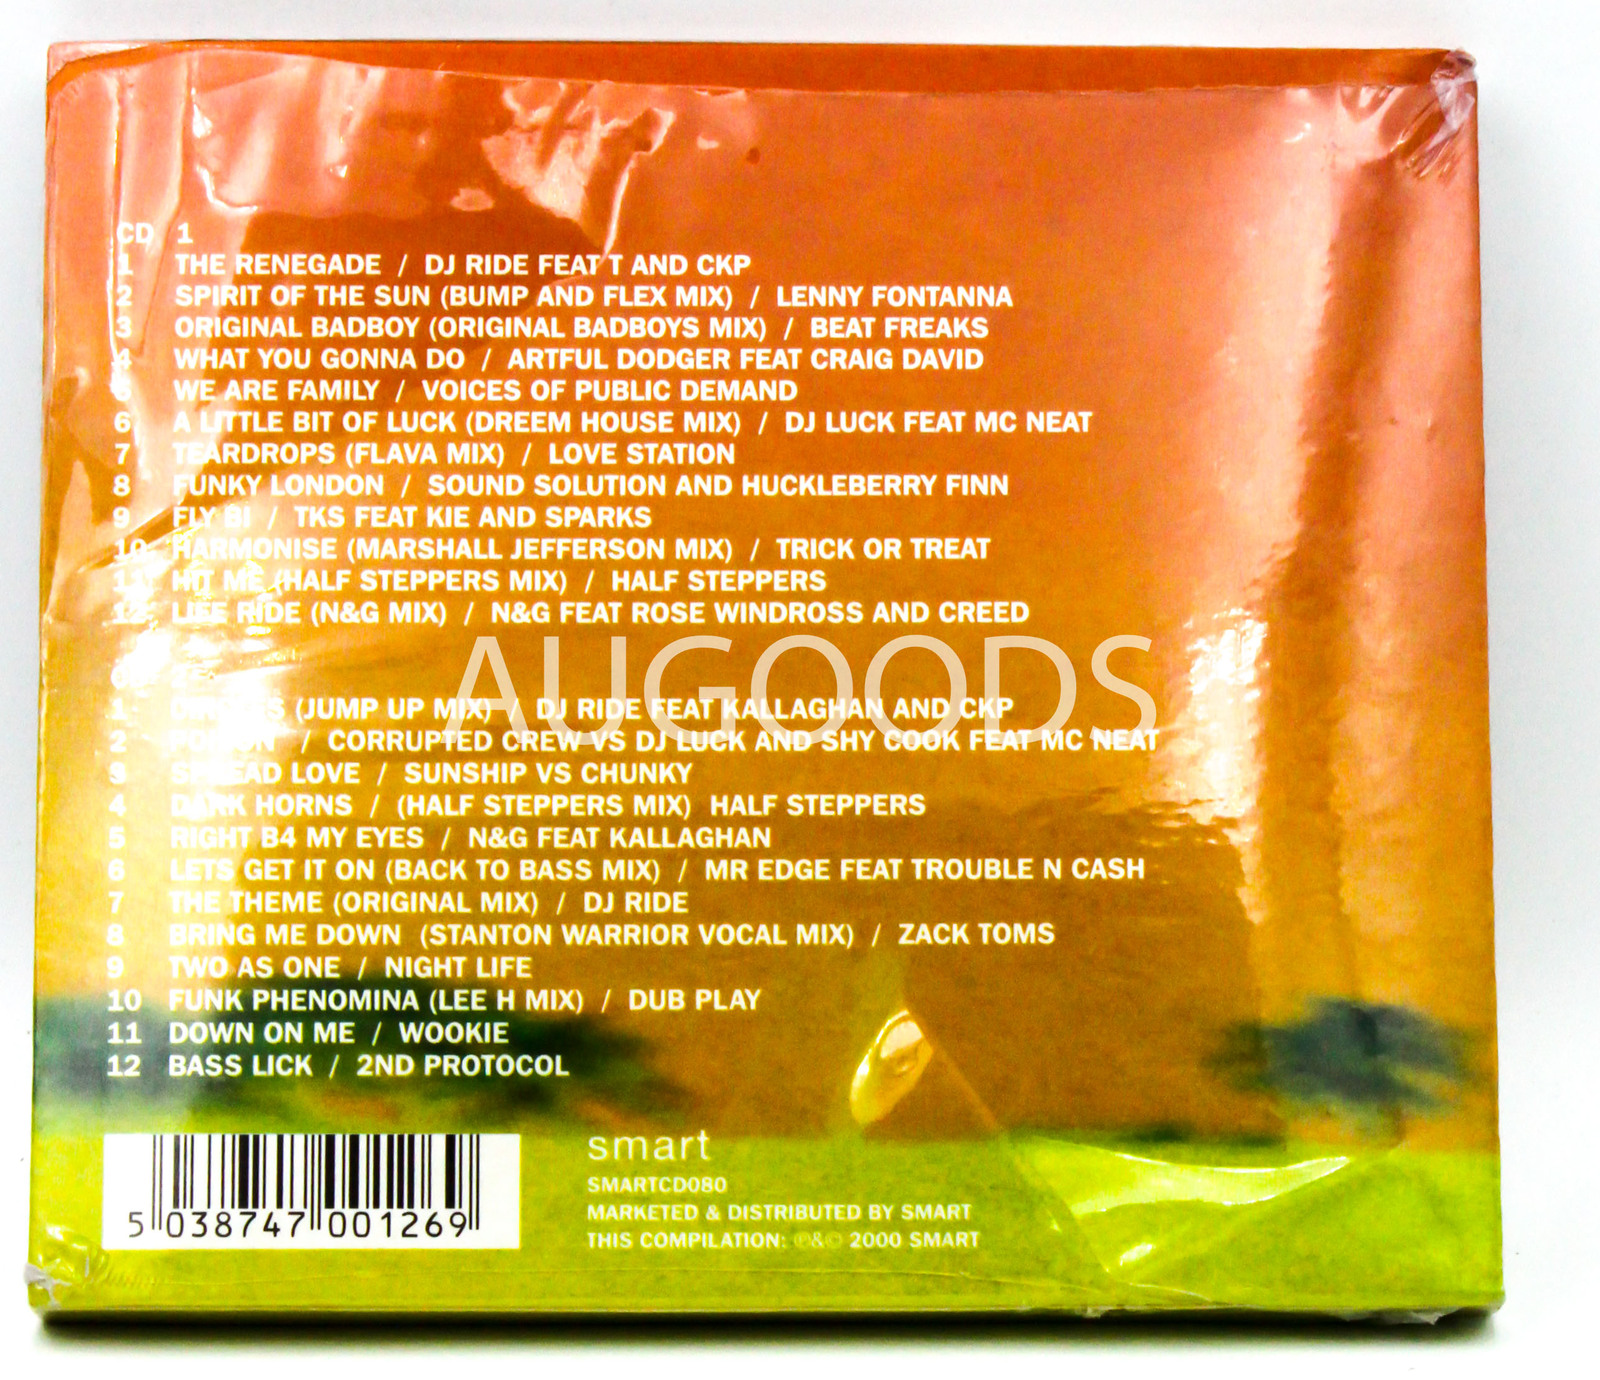 CD 1
1 THE RENEGADE / DJ RIDE FEAT T AND CKP
2 SPIRIT OF THE SUN (BUMP AND FLEX MIX) / LENNY FONTANNA
3 ORIGINAL BADBOY (ORIGINAL BADBOYS MIX) / BEAT FREAKS
4 WHAT YOU GONNA DO / ARTFUL DODGER FEAT CRAIG DAVID
5 WE ARE FAMILY / VOICES OF PUBLIC DEMAND
6 A LITTLE BIT OF LUCK (DREEM HOUSE MIX) / DJ LUCK FEAT MC NEAT
7 TEARDROPS (FLAVA MIX) / LOVE STATION
8 FUNKY LONDON / SOUND SOLUTION AND HUCKLEBERRY FINN
9 FLY BI / TKS FEAT KIE AND SPARKS
10 HARMONISE (MARSHALL JEFFERSON MIX) / TRICK OR TREAT
11 HIT ME (HALF STEPPERS MIX) / HALF STEPPERS
12 LIFE RIDE (N&G MIX) / N&G FEAT ROSE WINDROSS AND CREED
AUGOODS
1 (JUMP UP MIX) / DJ RIDE FEAT KALLAGHAN AND CKP
2 / CORRUPTED CREW VS DJ LUCK AND SHY COOK FEAT MC NEAT
3 SPREAD LOVE / SUNSHIP VS CHUNKY
4 DARK HORNS / (HALF STEPPERS MIX) HALF STEPPERS
5 RIGHT B4 MY EYES / N&G FEAT KALLAGHAN
6 LETS GET IT ON (BACK TO BASS MIX) / MR EDGE FEAT TROUBLE N CASH
7 THE THEME (ORIGINAL MIX) / DJ RIDE
8 BRING ME DOWN (STANTON WARRIOR VOCAL MIX) / ZACK TOMS
9 TWO AS ONE / NIGHT LIFE
10 FUNK PHENOMINA (LEE H MIX) / DUB PLAY
11 DOWN ON ME / WOOKIE
12 BASS LICK / 2ND PROTOCOL
5 038747 001269
smart
SMARTCD080
MARKETED & DISTRIBUTED BY SMART
THIS COMPILATION: ℗&© 2000 SMART